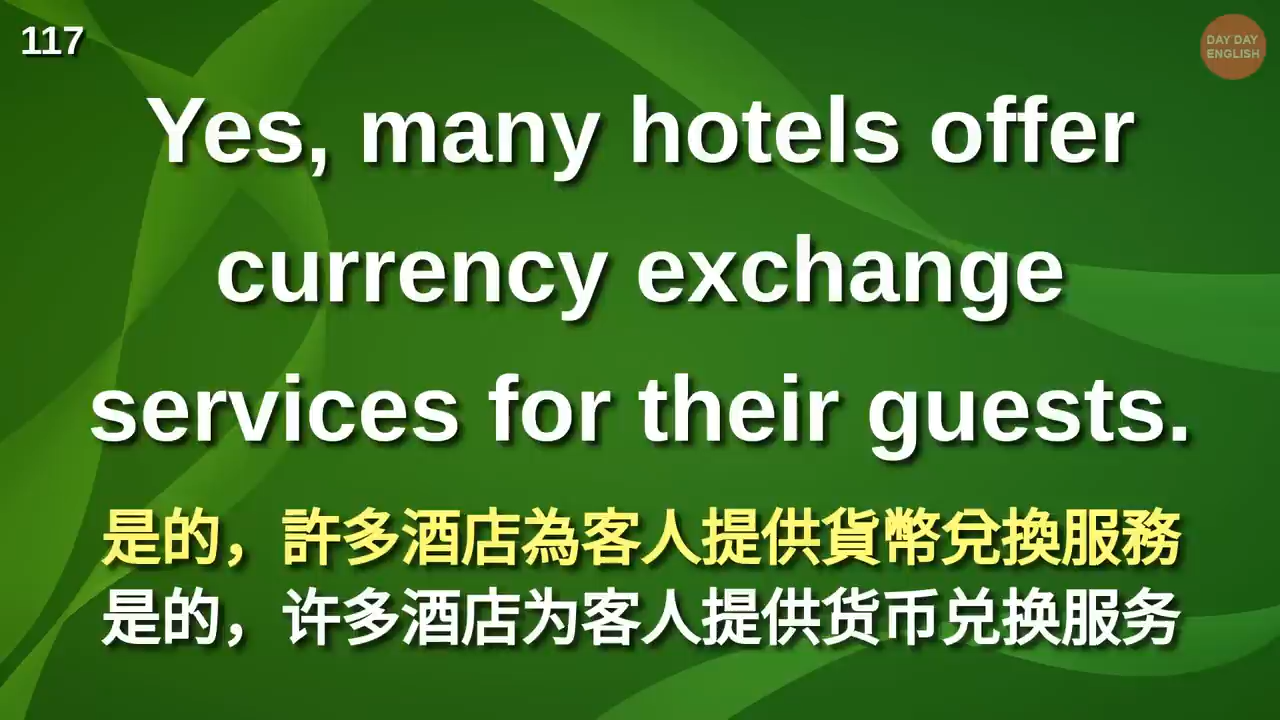 117
DAY DAY
ENGLISH
Yes, many hotels offer
currency exchange
services for their guests.
是的，許多酒店為客人提供貨幣兌換服務
是的，许多酒店为客人提供货币兑换服务